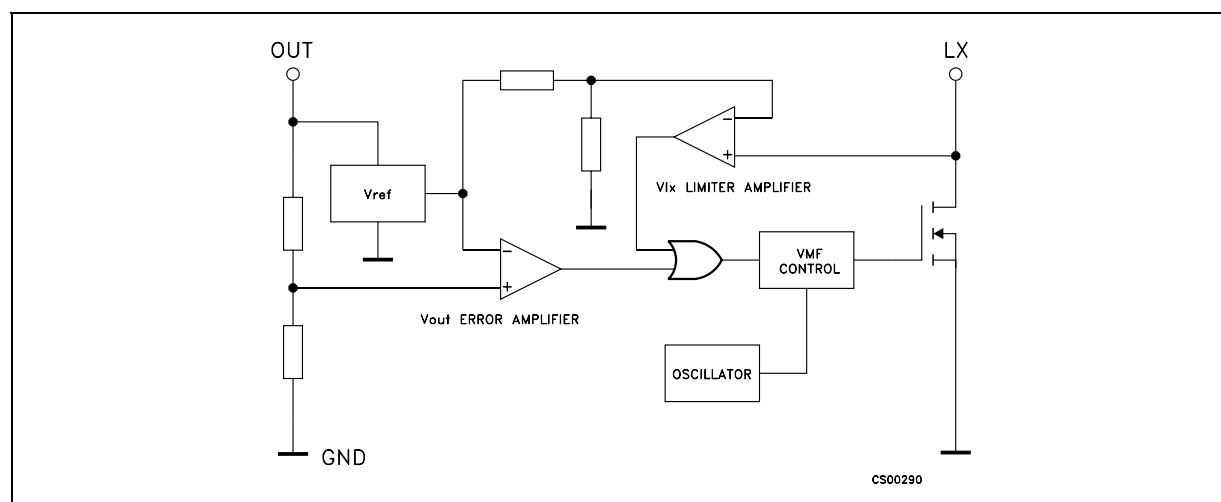 OUT
LX
−
+
Vlx LIMITER AMPLIFIER
Vref
−
+
VMF
CONTROL
Vout ERROR AMPLIFIER
OSCILLATOR
GND
CS00290